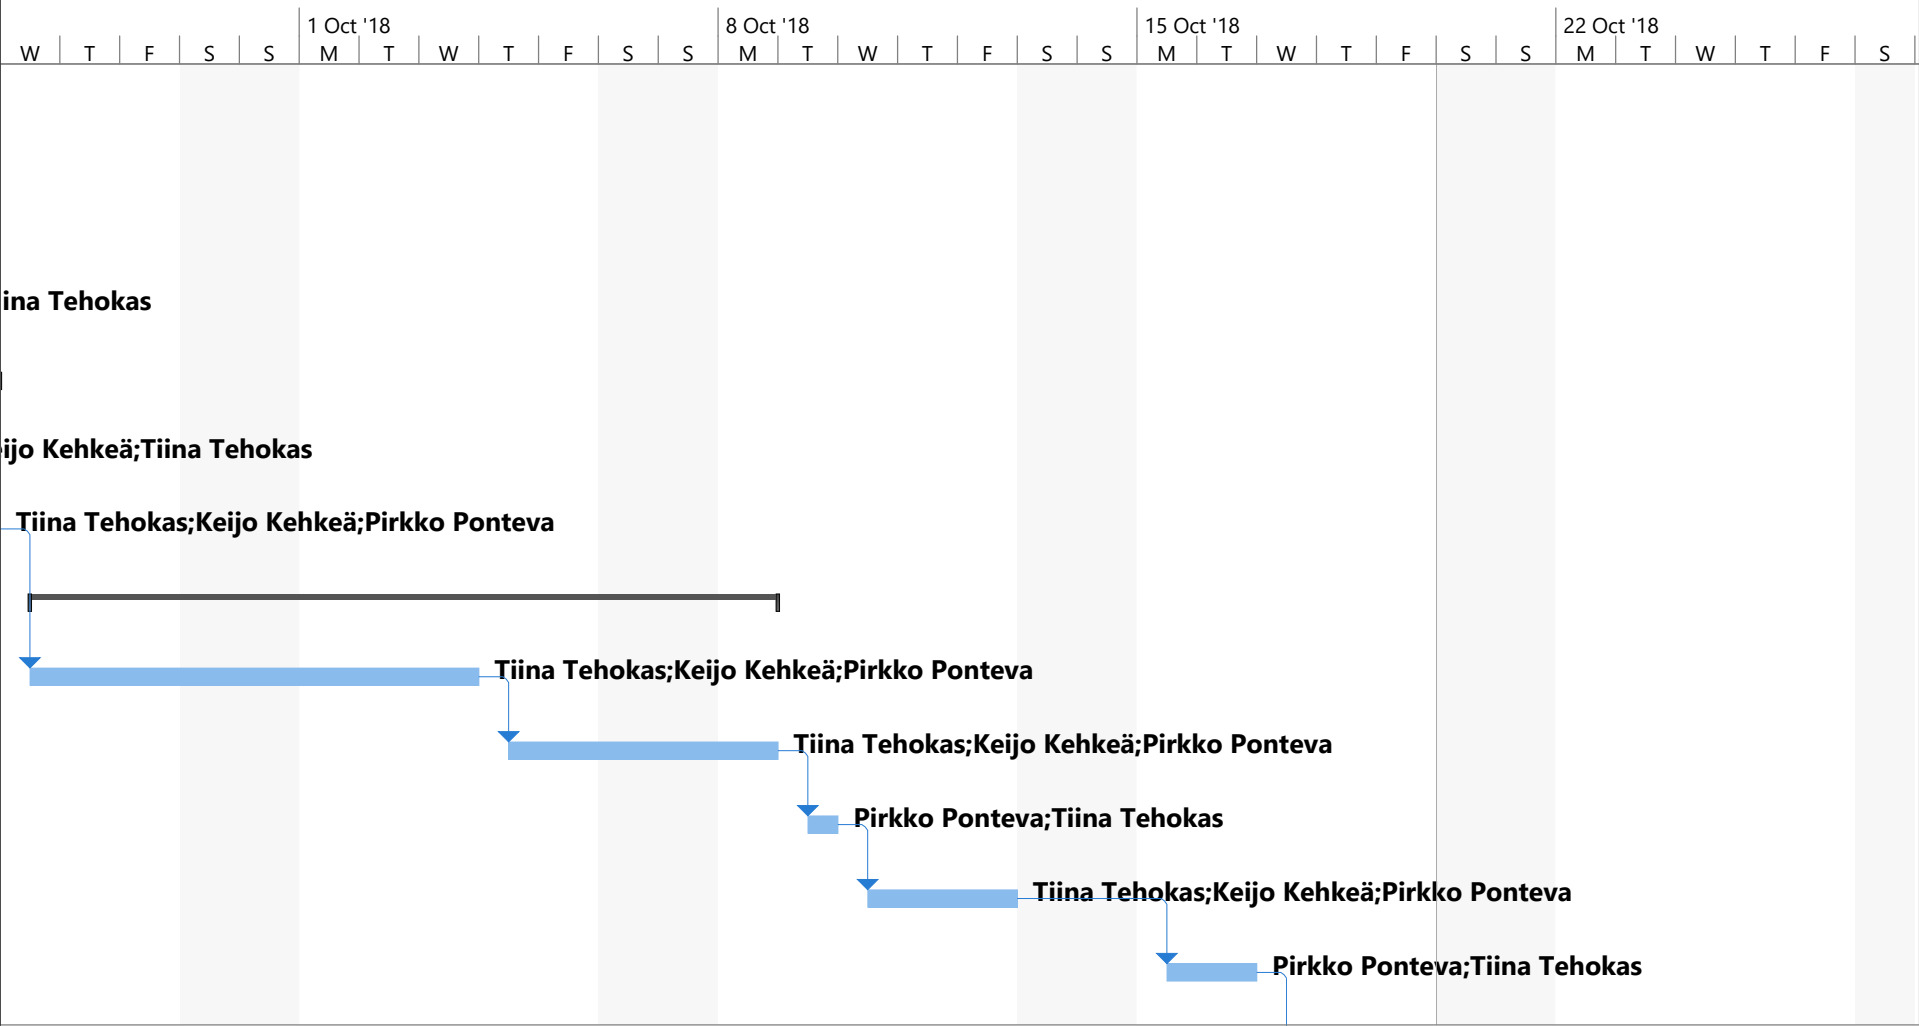 1 Oct '18 8 Oct '18 15 Oct '18 22 Oct '18
W T F S S M T W T F S S M T W T F S S M T W T F S S M T W T F S
ina Tehokas
ijo Kehkeä;Tiina Tehokas
Tiina Tehokas;Keijo Kehkeä;Pirkko Ponteva
Tiina Tehokas;Keijo Kehkeä;Pirkko Ponteva
Tiina Tehokas;Keijo Kehkeä;Pirkko Ponteva
Pirkko Ponteva;Tiina Tehokas
Tiina Tehokas;Keijo Kehkeä;Pirkko Ponteva
Pirkko Ponteva;Tiina Tehokas